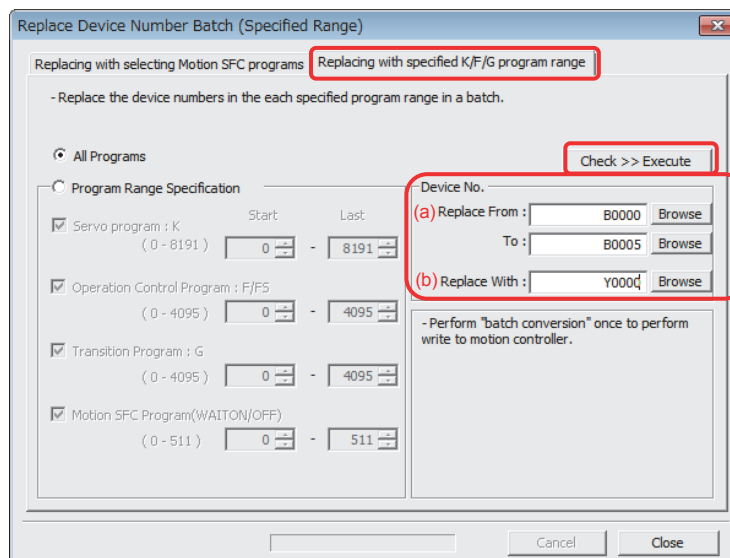 Replace Device Number Batch (Specified Range)
Replacing with selecting Motion SFC programs
Replacing with specified K/F/G program range
- Replace the device numbers in the each specified program range in a batch.
All Programs
Check >> Execute
Program Range Specification
Start
Last
Servo program : K
( 0 - 8191 )
0
-
8191
Operation Control Program : F/FS
( 0 - 4095 )
0
-
4095
Transition Program : G
( 0 - 4095 )
0
-
4095
Motion SFC Program(WAITON/OFF)
( 0 - 511 )
0
-
511
Device No.
(a) Replace From : B0000 Browse
To : B0005 Browse
(b) Replace With : Y0000 Browse
- Perform "batch conversion" once to perform
write to motion controller.
Cancel
Close